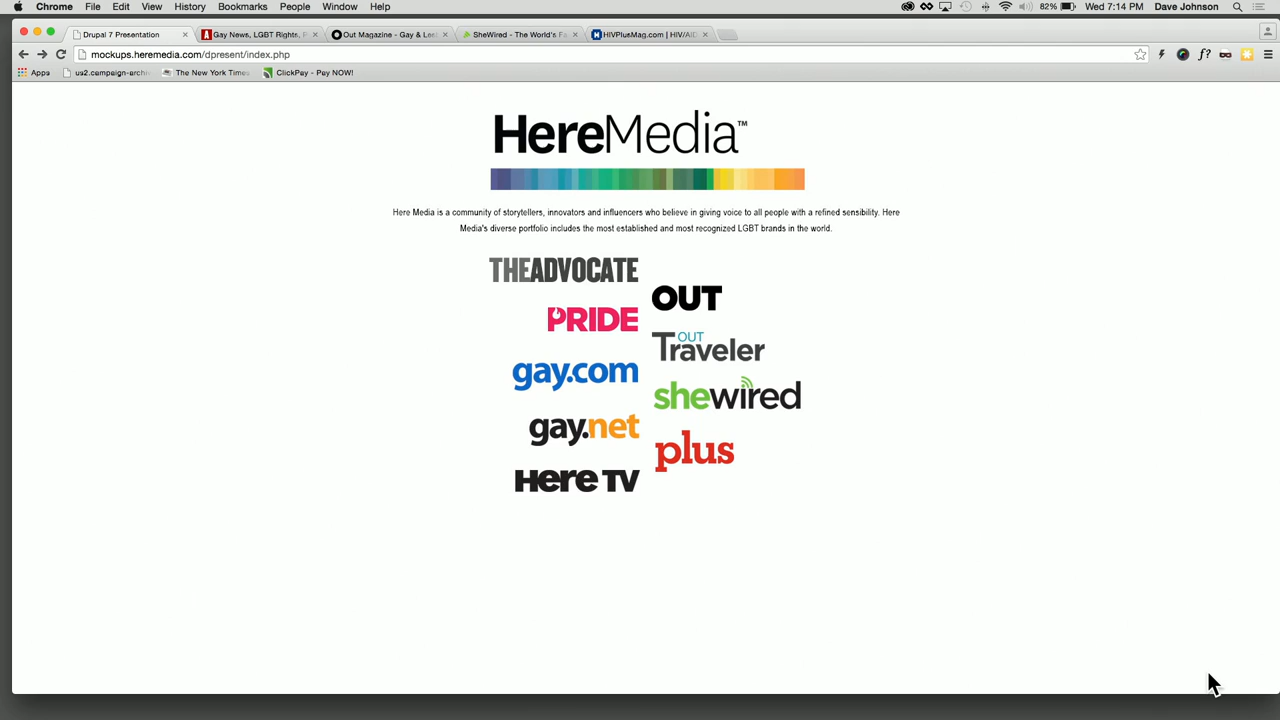 Chrome File Edit View History Bookmarks People Window Help 82% Wed 7:14 PM Dave Johnson
Drupal 7 Presentation Gay News, LGBT Rights, P Out Magazine - Gay & Les SheWired - The World's Fa HIVPlusMag.com | HIV/AID
mockups.heremedia.com/dpresent/index.php
Apps us2.campaign-archi The New York Times ClickPay - Pay NOW!
HereMedia™
Here Media is a community of storytellers, innovators and influencers who believe in giving voice to all people with a refined sensibility. Here
Media's diverse portfolio includes the most established and most recognized LGBT brands in the world.
THEADVOCATE
OUT
PRIDE
OUT
Traveler
gay.com
shewired
gay.net
plus
Here TV